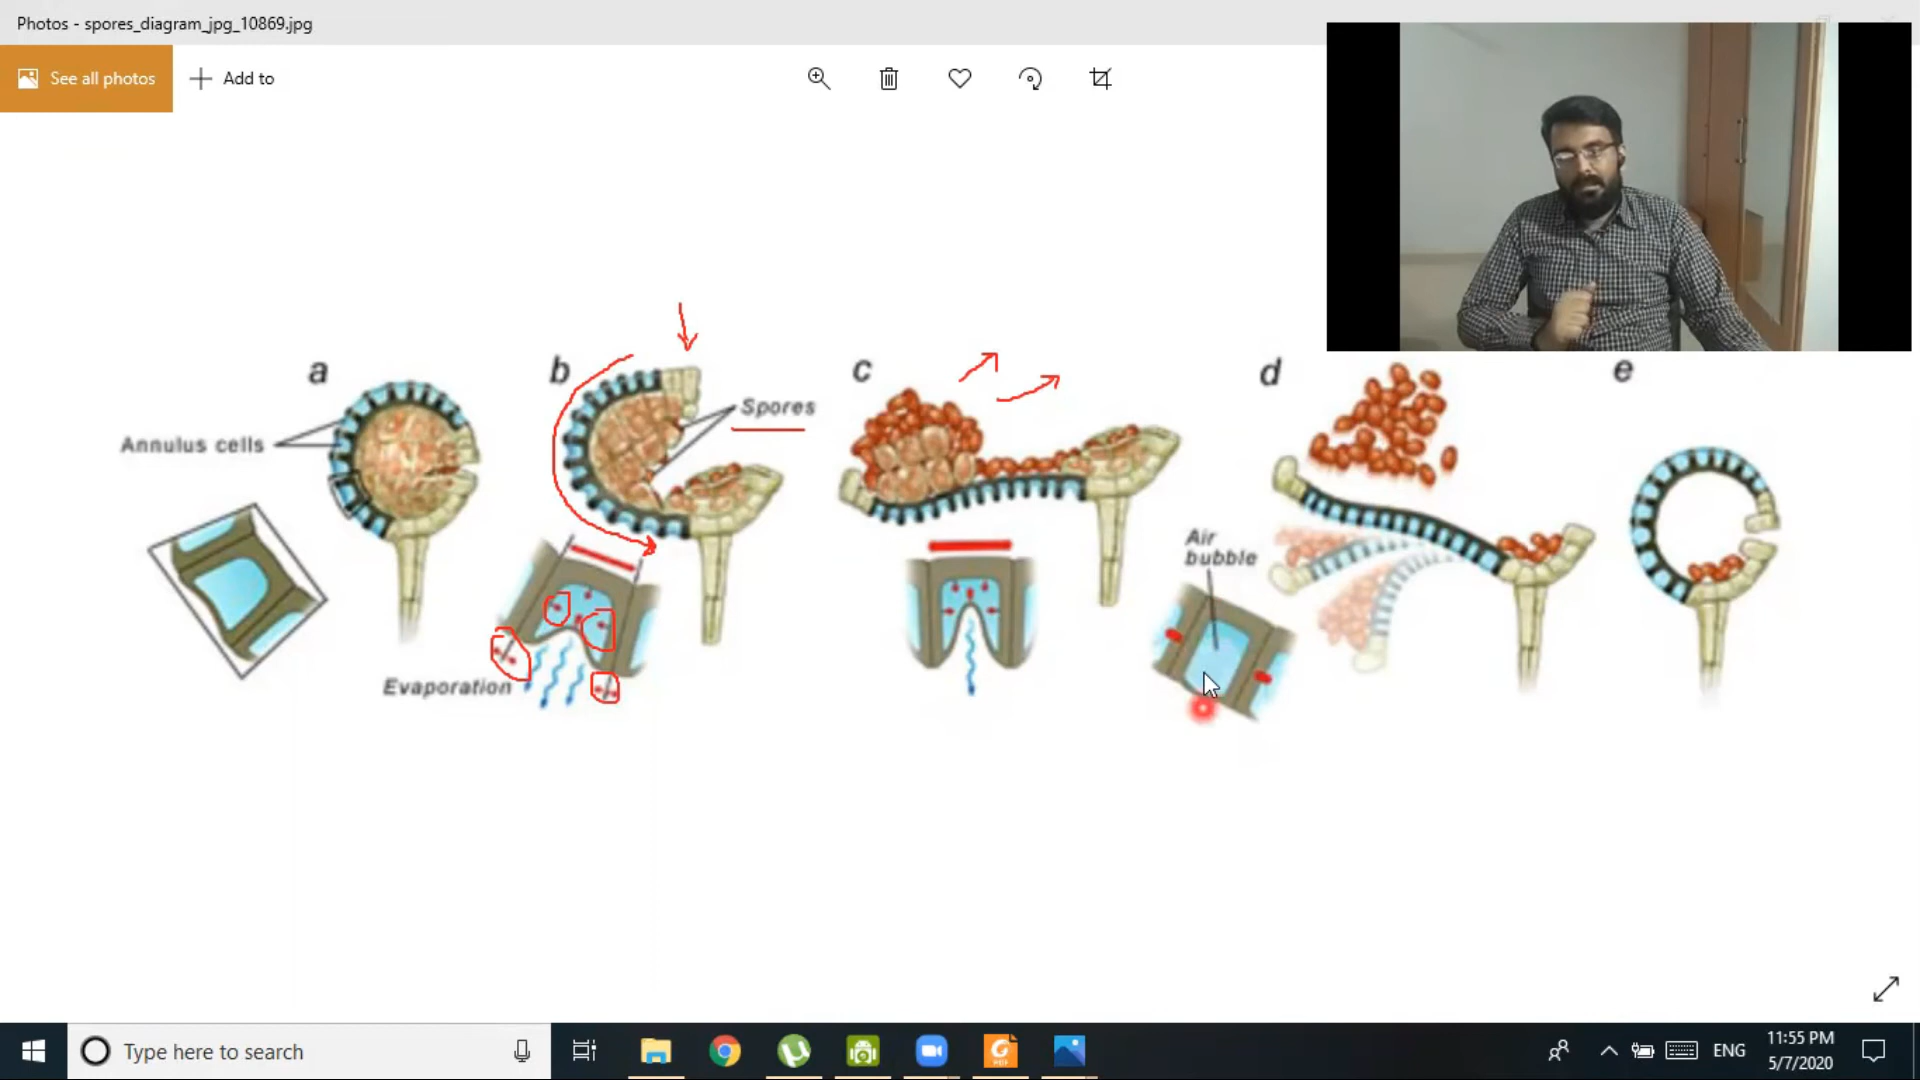 Photos - spores_diagram_jpg_10869.jpg
See all photos
Add to
a
b
c
d
e
Annulus cells
Spores
Air
bubble
Evaporation
Type here to search
PDF
ENG
11:55 PM
5/7/2020